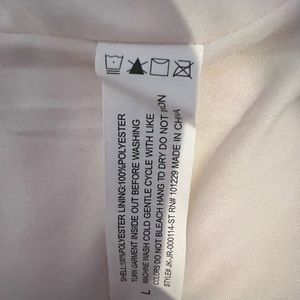 SHELL:100%POLYESTER LINING:100%POLYESTER
TURN GARMENT INSIDE OUT BEFORE WASHING
MACHINE WASH COLD GENTLE CYCLE WITH LIKE
COLORS DO NOT BLEACH HANG TO DRY DO NOT IRON
STYLE# JK-JR-000114-ST RN# 101229 MADE IN CHINA
L